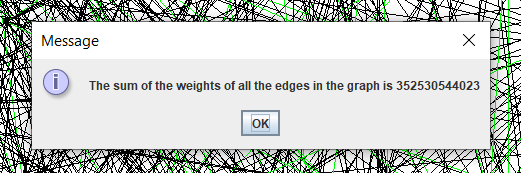 Message
The sum of the weights of all the edges in the graph is 352530544023
OK